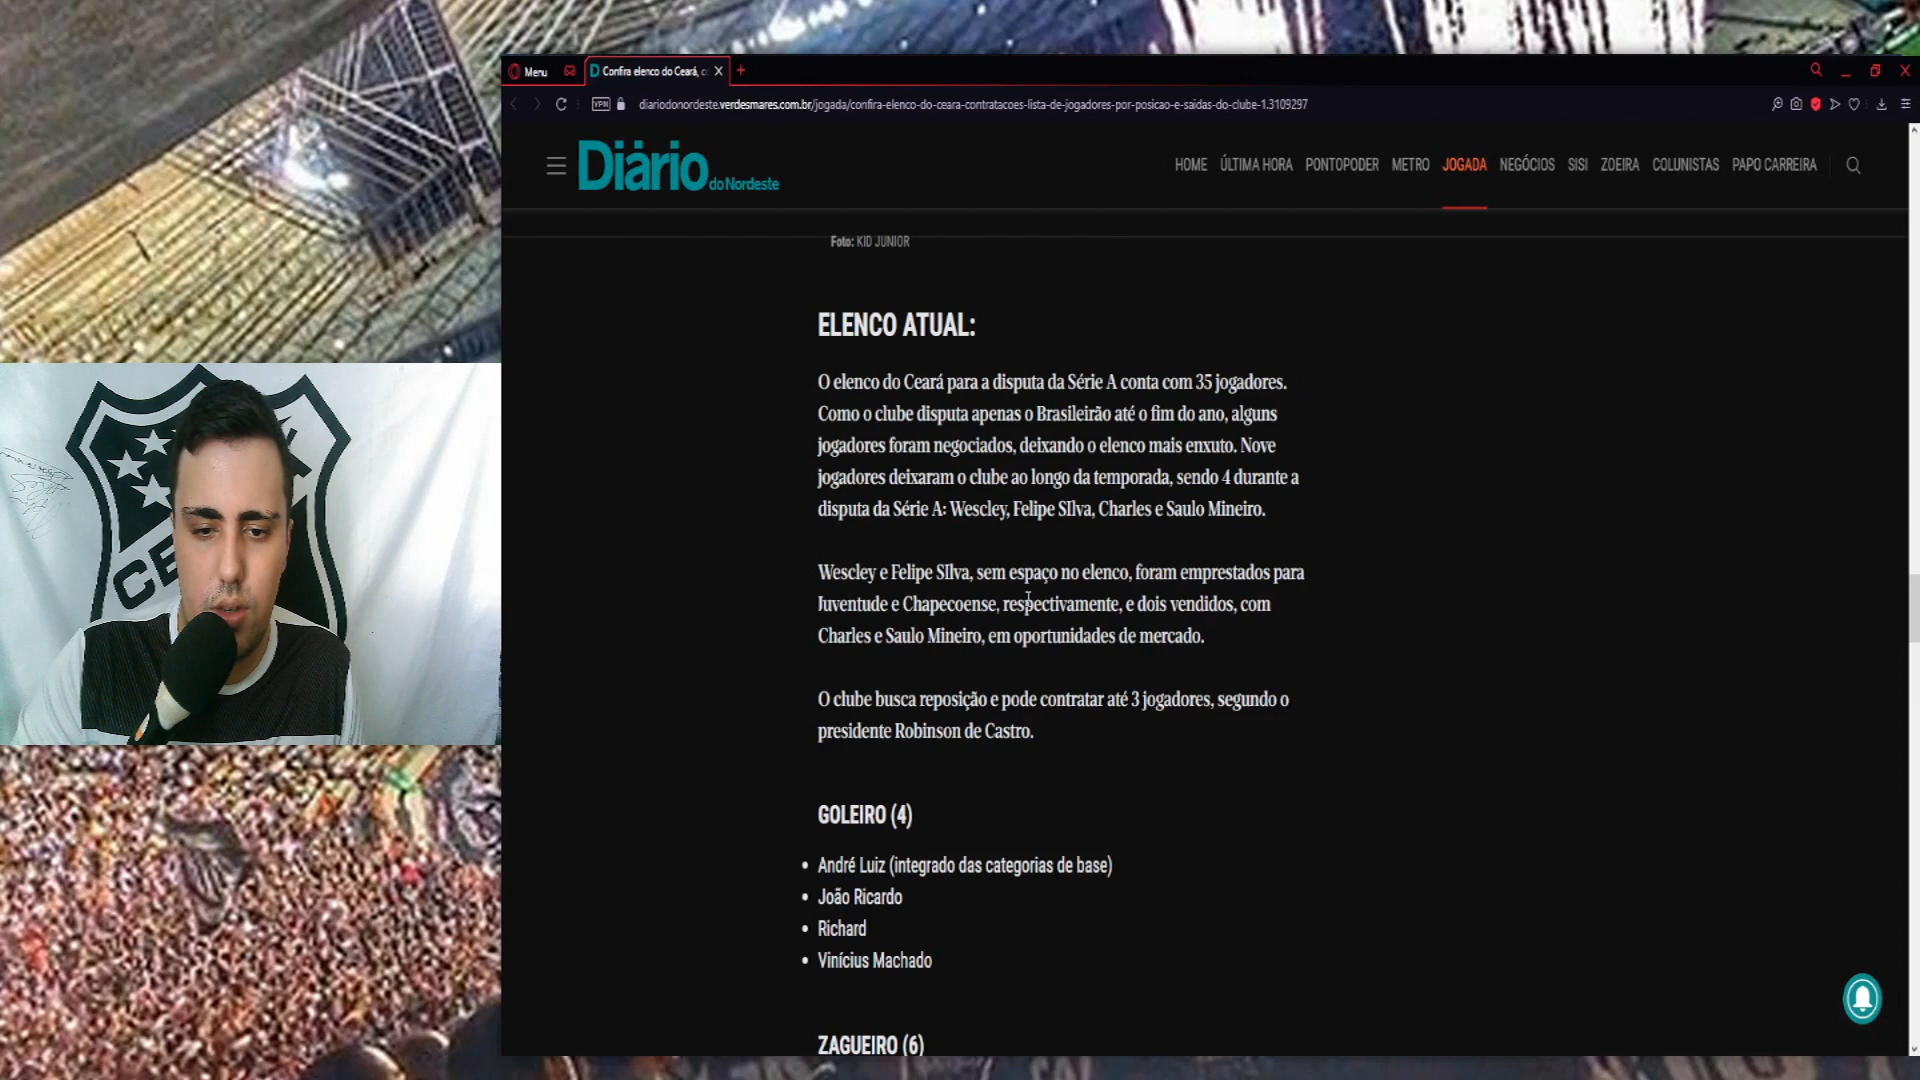 Menu
Confira elenco do Ceará, c
VPN
diariodonordeste.verdesmares.com.br/jogada/confira-elenco-do-ceara-contratacoes-lista-de-jogadores-por-posicao-e-saidas-do-clube-1.3109297
Diário do Nordeste
HOME ÚLTIMA HORA PONTOPODER METRO JOGADA NEGÓCIOS SISI ZOEIRA COLUNISTAS PAPO CARREIRA
Foto: KID JUNIOR
ELENCO ATUAL:
O elenco do Ceará para a disputa da Série A conta com 35 jogadores.
Como o clube disputa apenas o Brasileirão até o fim do ano, alguns
jogadores foram negociados, deixando o elenco mais enxuto. Nove
jogadores deixaram o clube ao longo da temporada, sendo 4 durante a
disputa da Série A: Wescley, Felipe SIlva, Charles e Saulo Mineiro.
Wescley e Felipe SIlva, sem espaço no elenco, foram emprestados para
Juventude e Chapecoense, respectivamente, e dois vendidos, com
Charles e Saulo Mineiro, em oportunidades de mercado.
O clube busca reposição e pode contratar até 3 jogadores, segundo o
presidente Robinson de Castro.
GOLEIRO (4)
• André Luiz (integrado das categorias de base)
• João Ricardo
• Richard
• Vinícius Machado
ZAGUEIRO (6)
CE